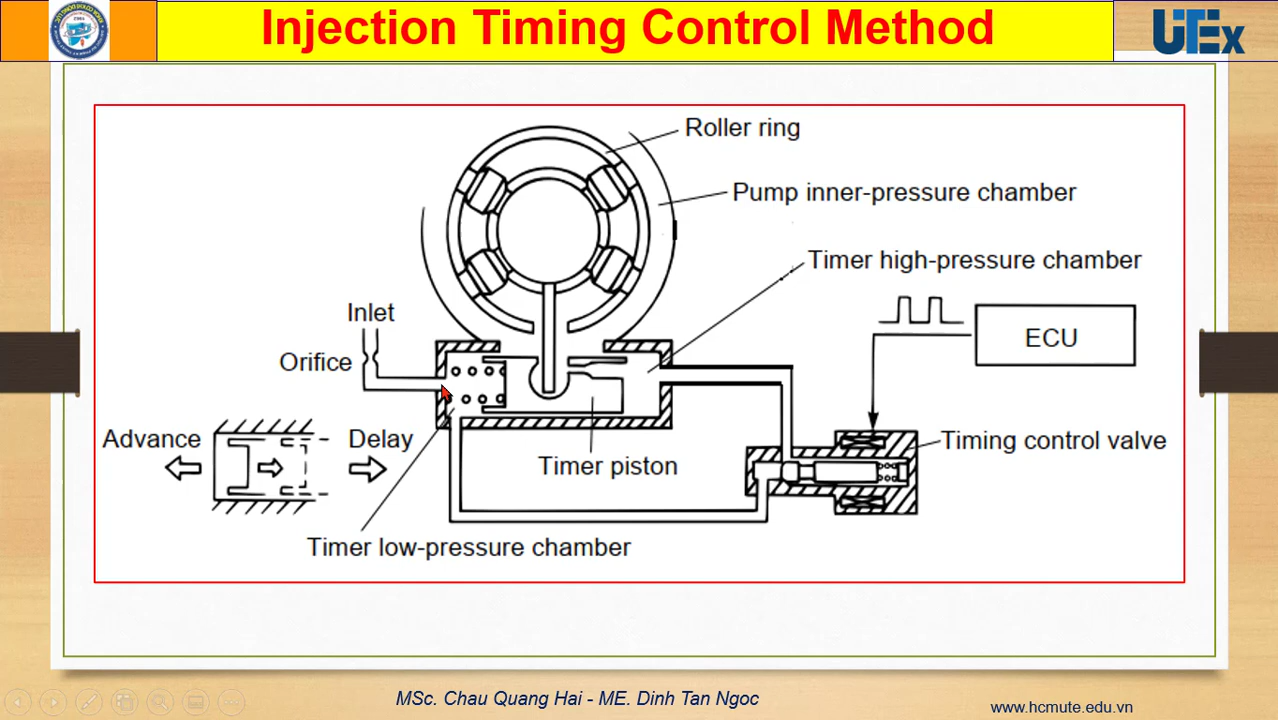 Injection Timing Control Method
UTEx
Roller ring
Pump inner-pressure chamber
Timer high-pressure chamber
Inlet
Orifice
ECU
Advance
Delay
Timer piston
Timing control valve
Timer low-pressure chamber
MSc. Chau Quang Hai - ME. Dinh Tan Ngoc
www.hcmute.edu.vn